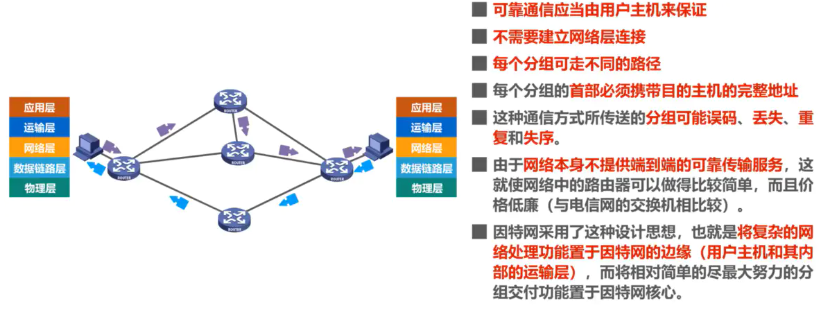 可靠通信应当由用户主机来保证
不需要建立网络层连接
每个分组可走不同的路径
每个分组的首部必须携带目的主机的完整地址
这种通信方式所传送的分组可能误码、丢失、重
复和失序。
由于网络本身不提供端到端的可靠传输服务，这
就使网络中的路由器可以做得比较简单，而且价
格低廉（与电信网的交换机相比较）。
因特网采用了这种设计思想，也就是将复杂的网
络处理功能置于因特网的边缘（用户主机和其内
部的运输层），而将相对简单的尽最大努力的分
组交付功能置于因特网核心。
应用层
运输层
网络层
数据链路层
物理层
应用层
运输层
网络层
数据链路层
物理层
ROUTER
ROUTER
ROUTER
ROUTER
ROUTER